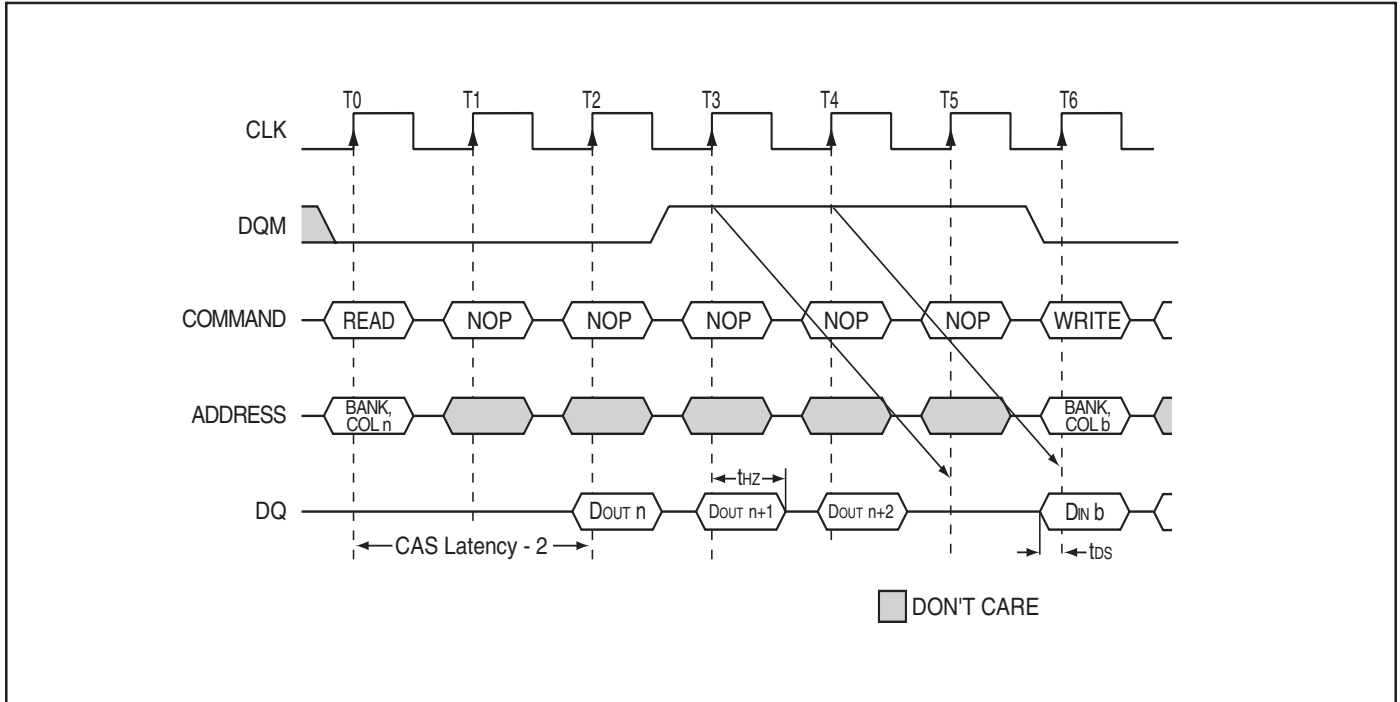 T0 T1 T2 T3 T4 T5 T6
CLK
DQM
COMMAND READ NOP NOP NOP NOP NOP WRITE
ADDRESS BANK, COL n BANK, COL b
tHZ
DQ DOUT n DOUT n+1 DOUT n+2 DIN b
CAS Latency - 2 tDS
DON'T CARE